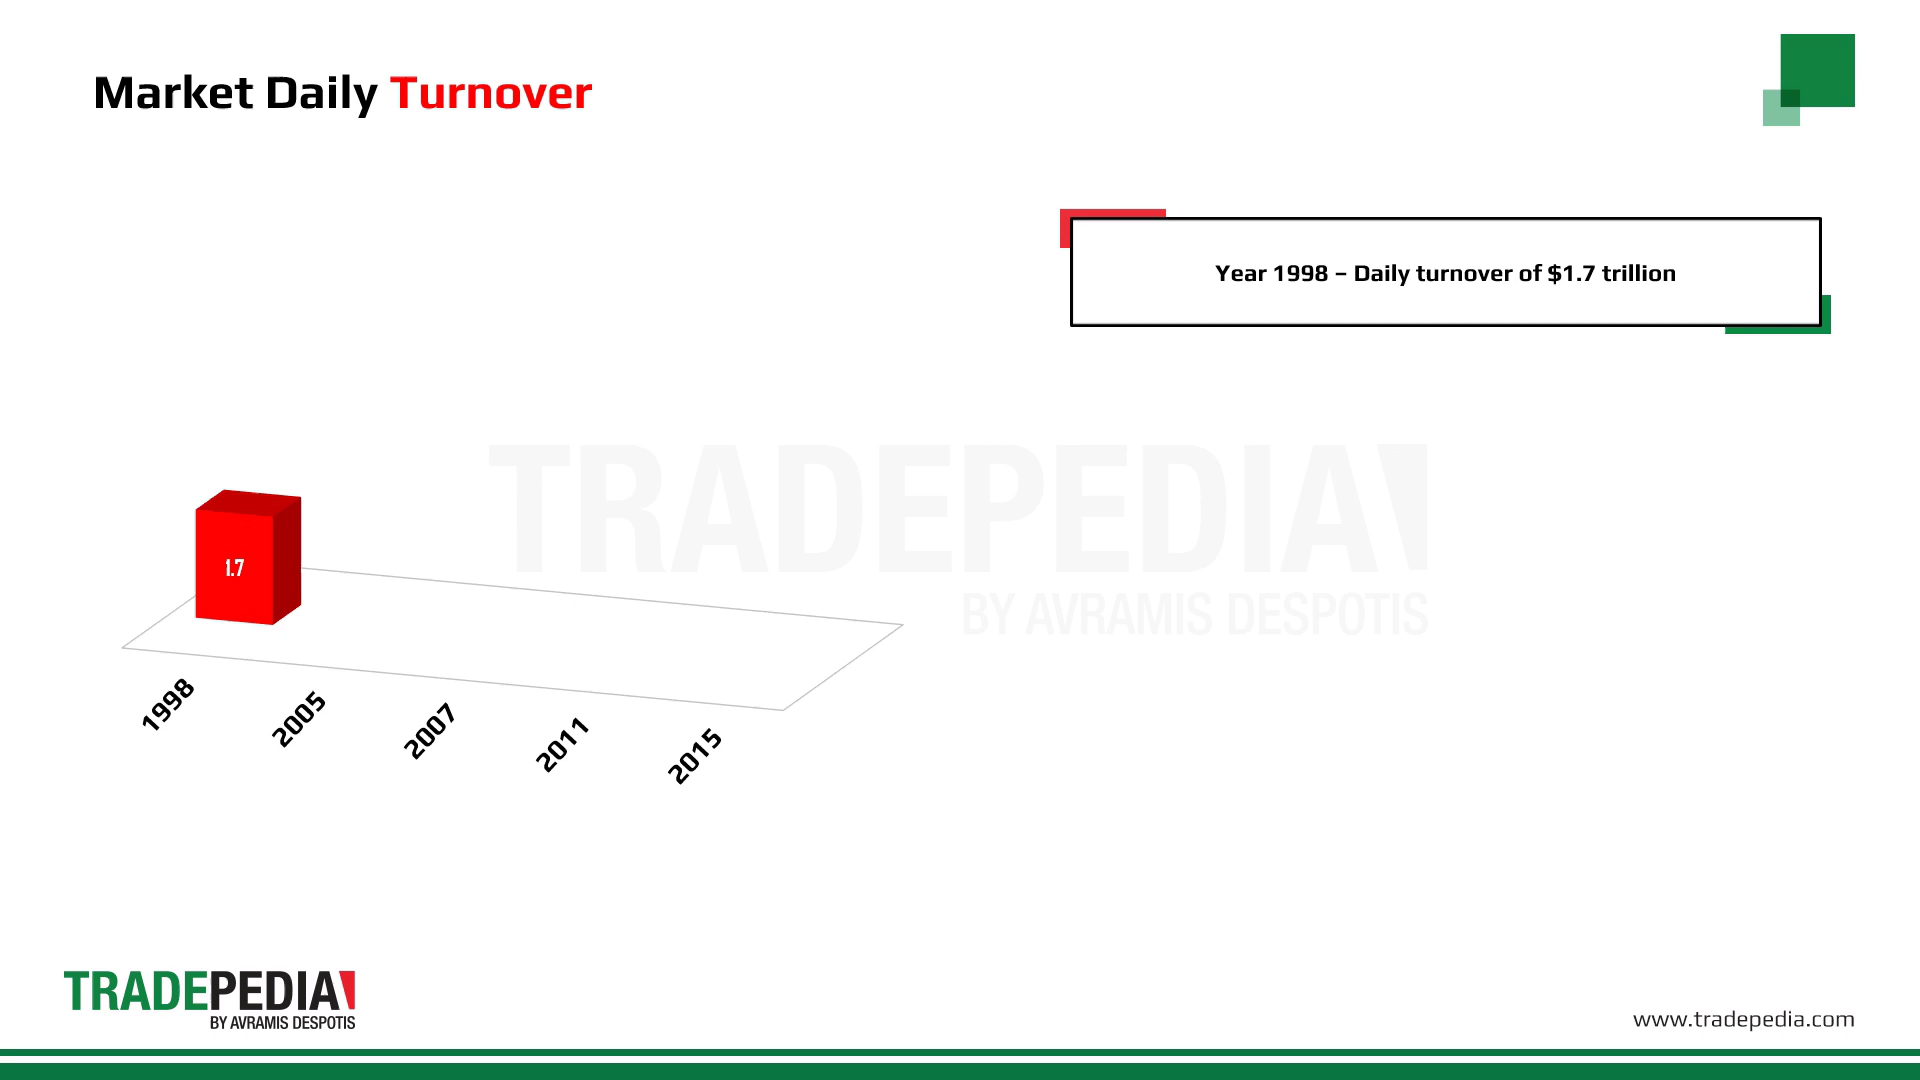 Market Daily Turnover
Year 1998 – Daily turnover of $1.7 trillion
TRADEPEDIA
BY AVRAMIS DESPOTIS
1.7
1998
2005
2007
2011
2015
TRADEPEDIA
BY AVRAMIS DESPOTIS
www.tradepedia.com